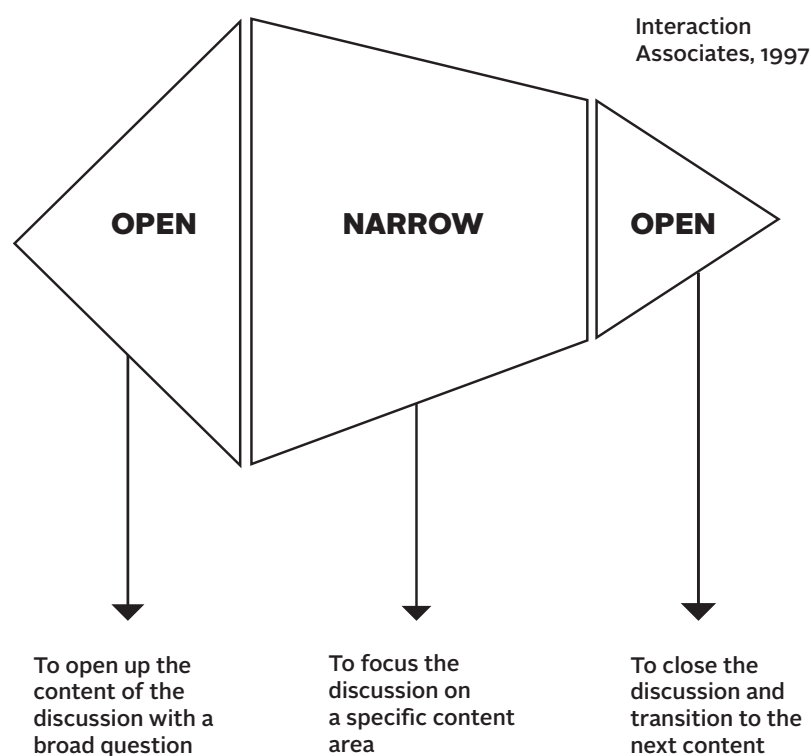 Interaction
Associates, 1997
OPEN
NARROW
OPEN
To open up the
content of the
discussion with a
broad question
To focus the
discussion on
a specific content
area
To close the
discussion and
transition to the
next content